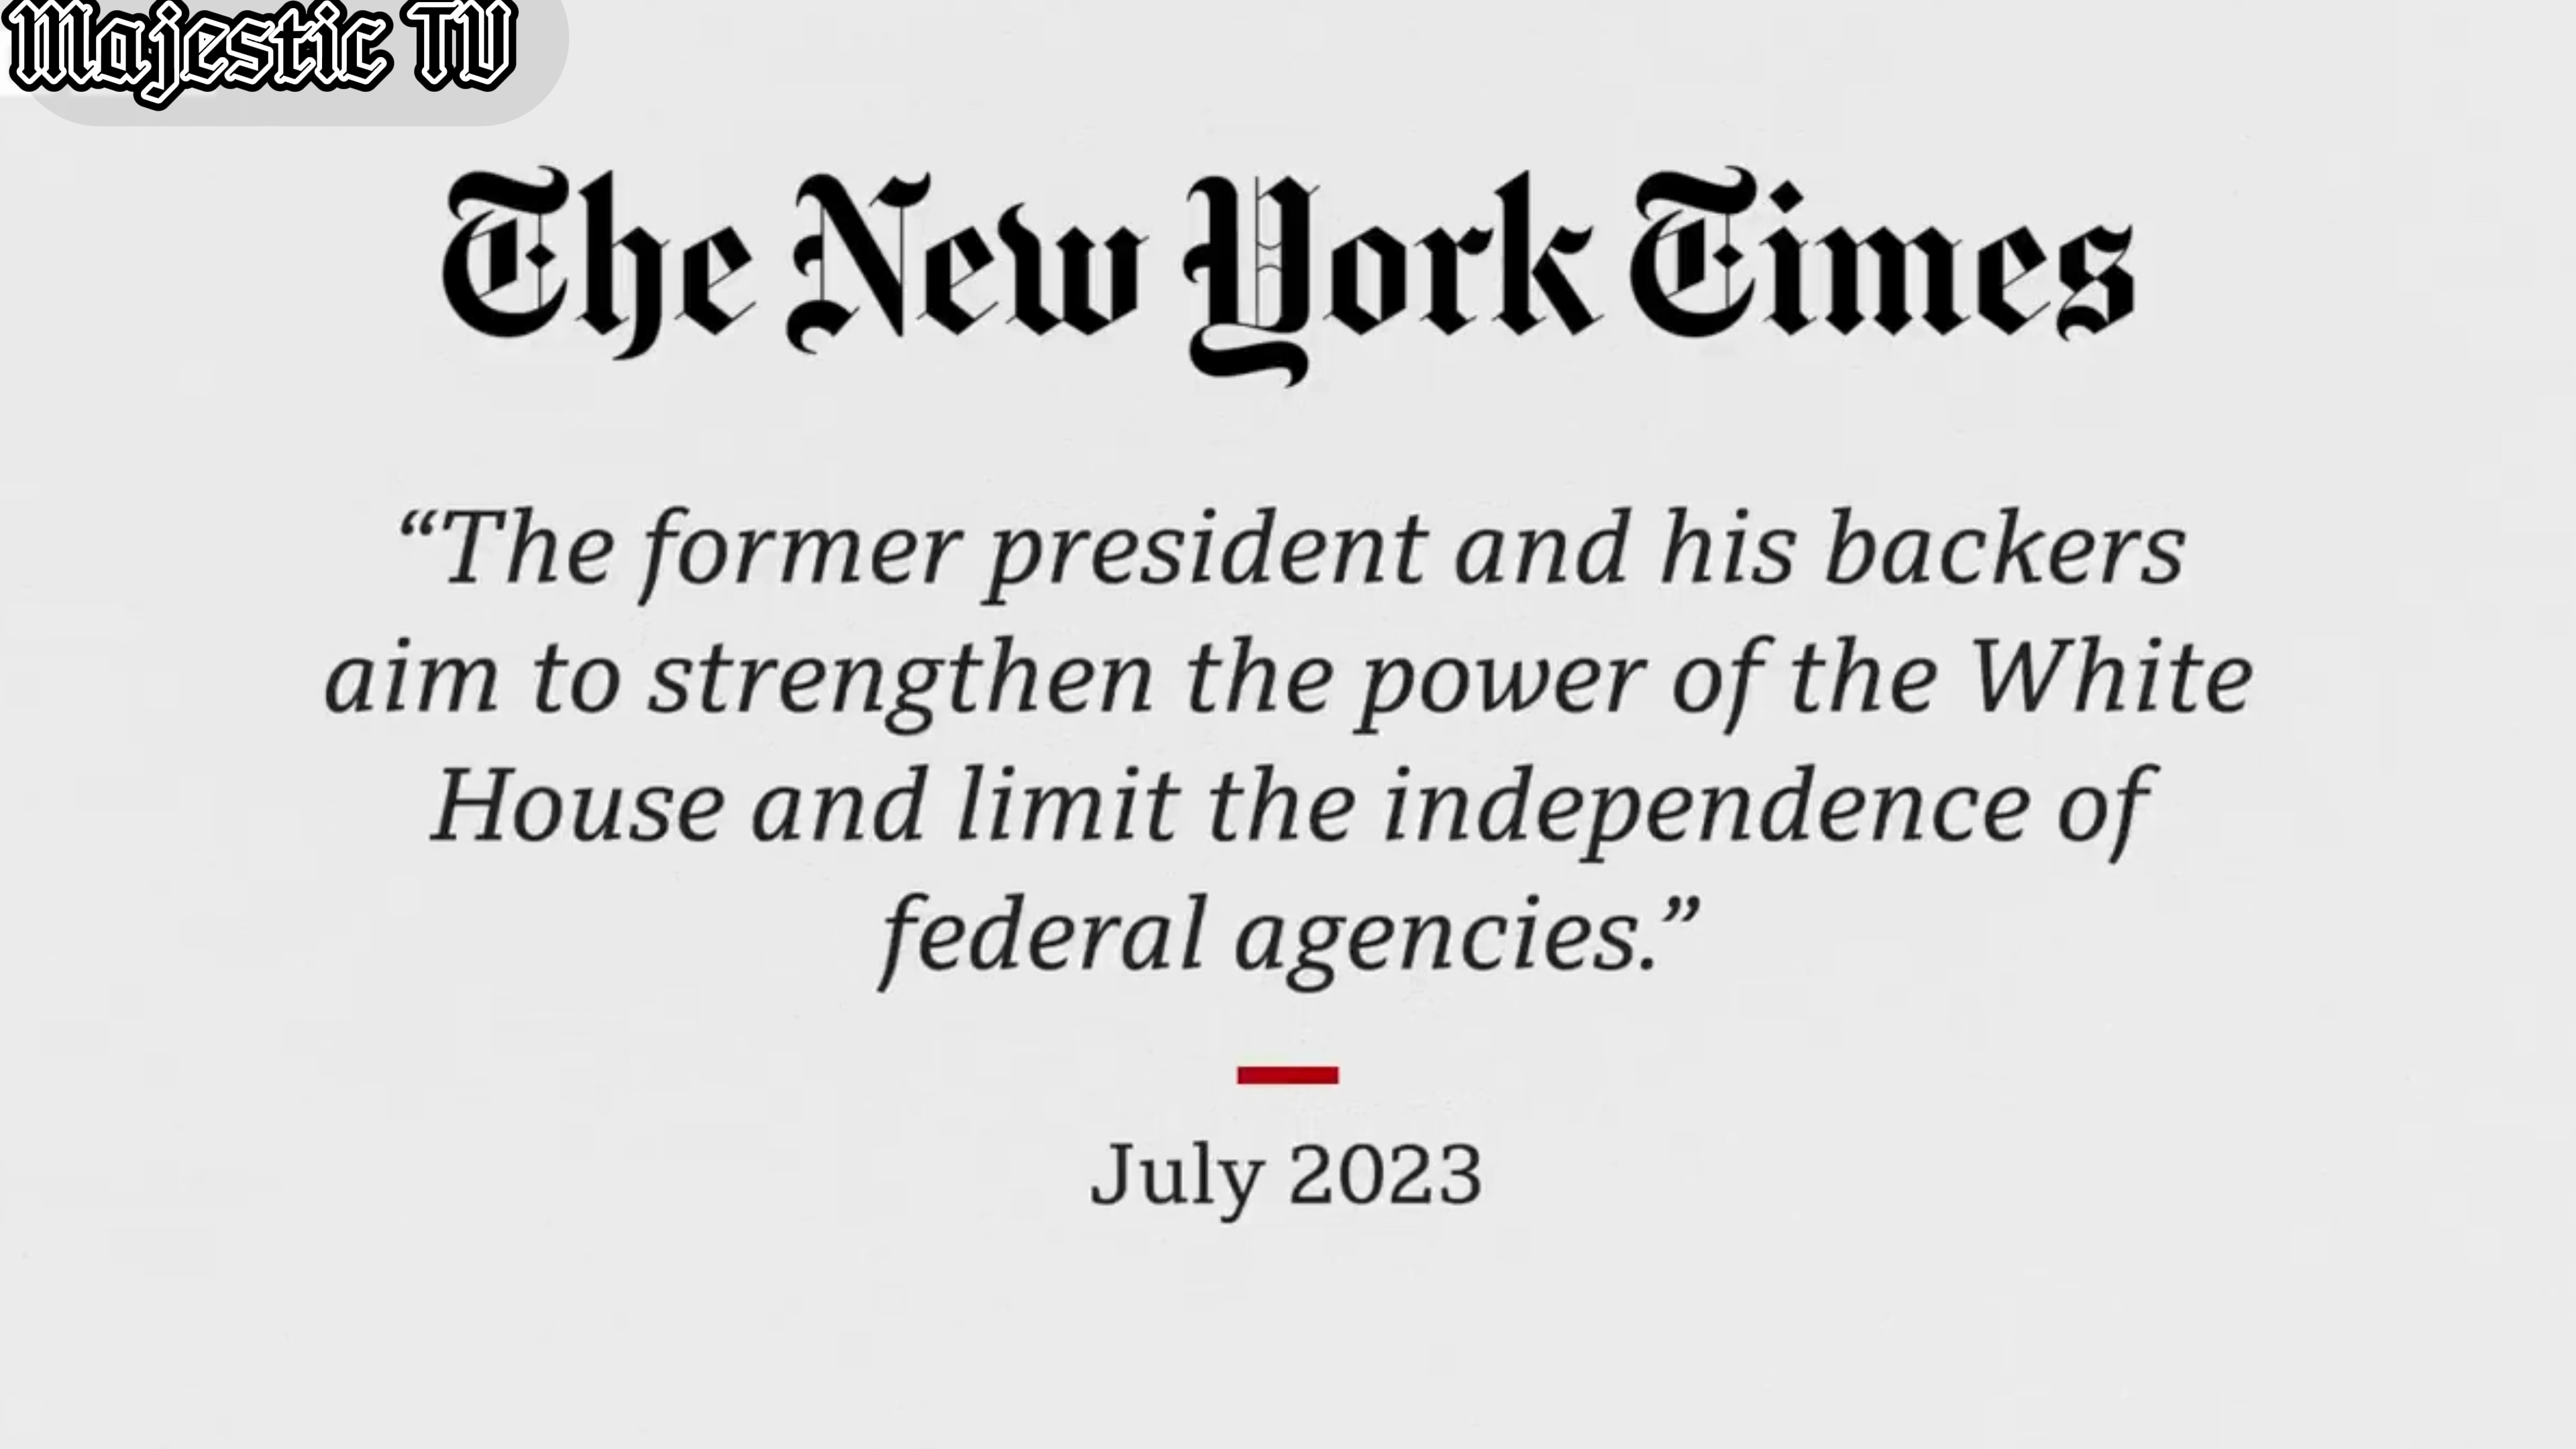 Majestic TV
The New York Times
“The former president and his backers
aim to strengthen the power of the White
House and limit the independence of
federal agencies.”
July 2023